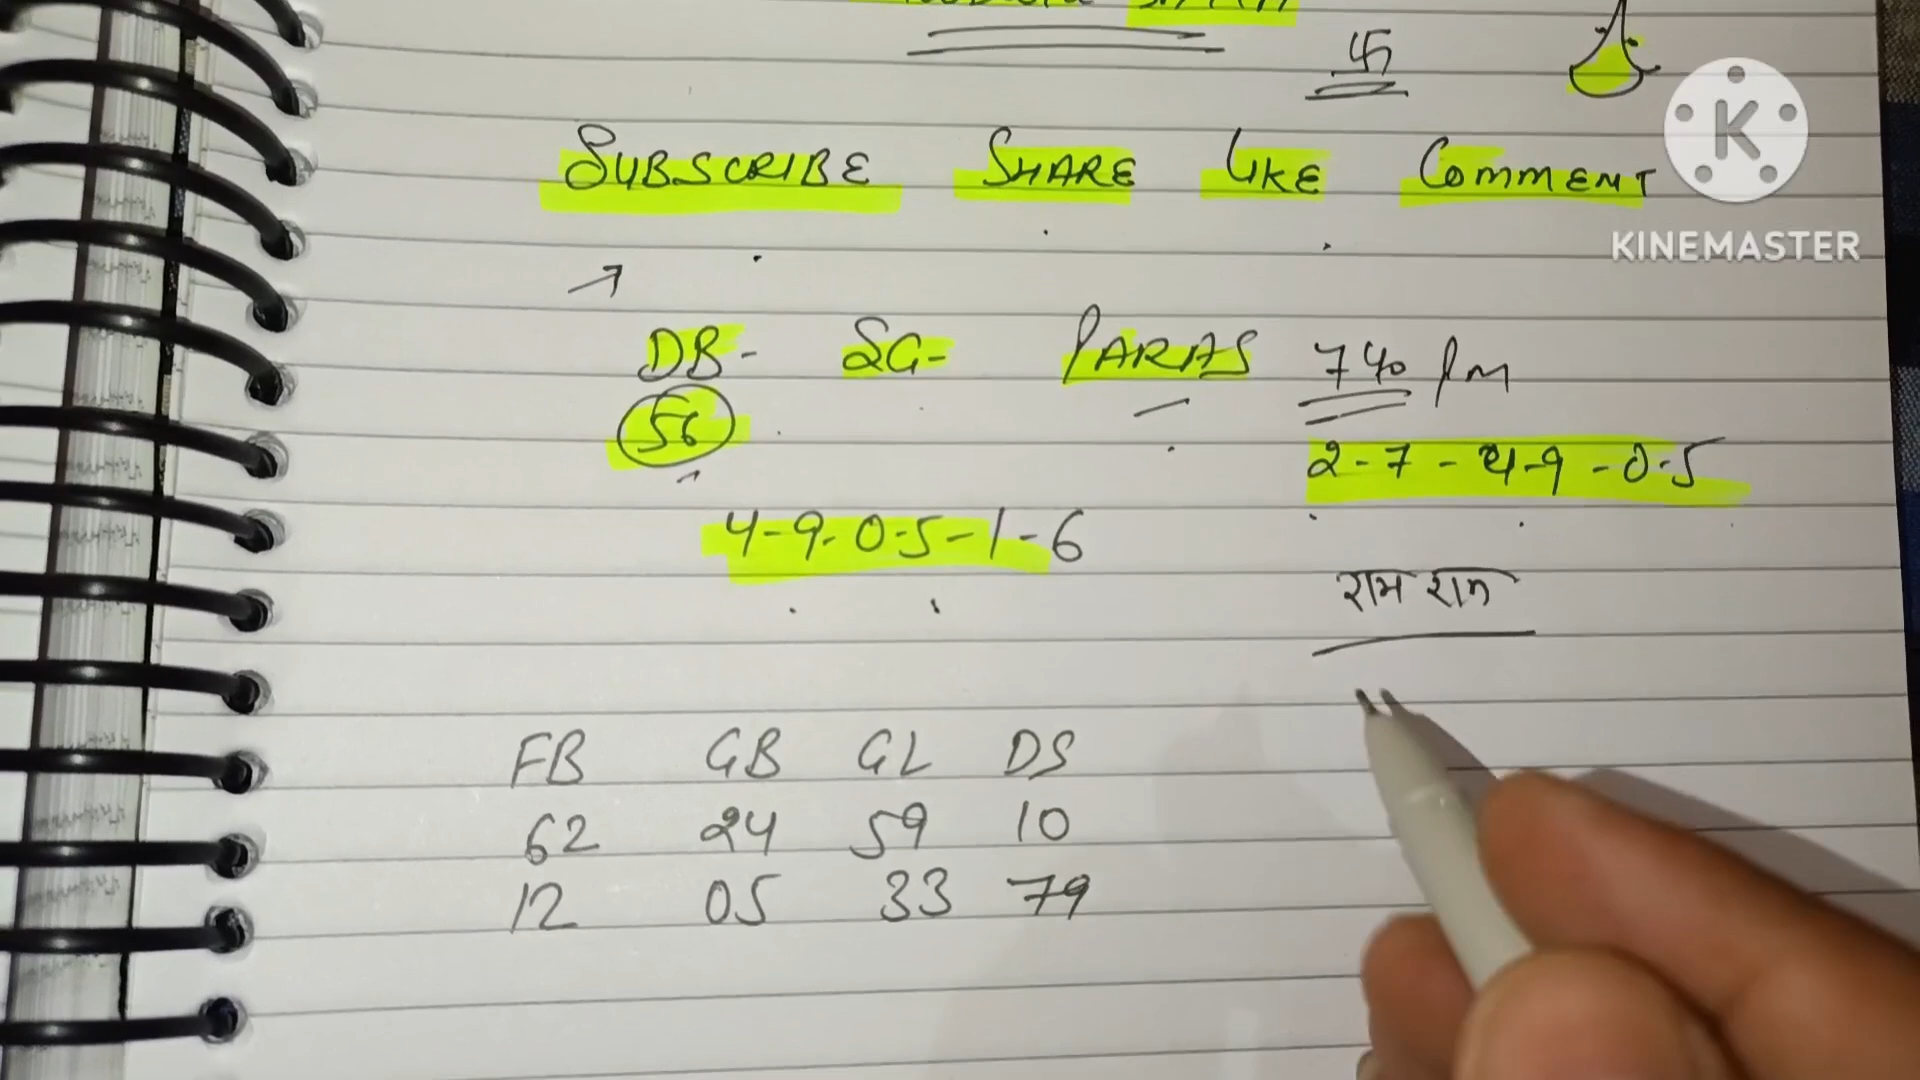 卐
K
SUBSCRIBE SHARE LIKE COMMENT
KINEMASTER
DB- SG- PARAS 740 PM
56
2-7-4-9-0-5
4-9-0-5-1-6
राम राम
FB GB GL DS
62 24 59 10
12 05 33 79